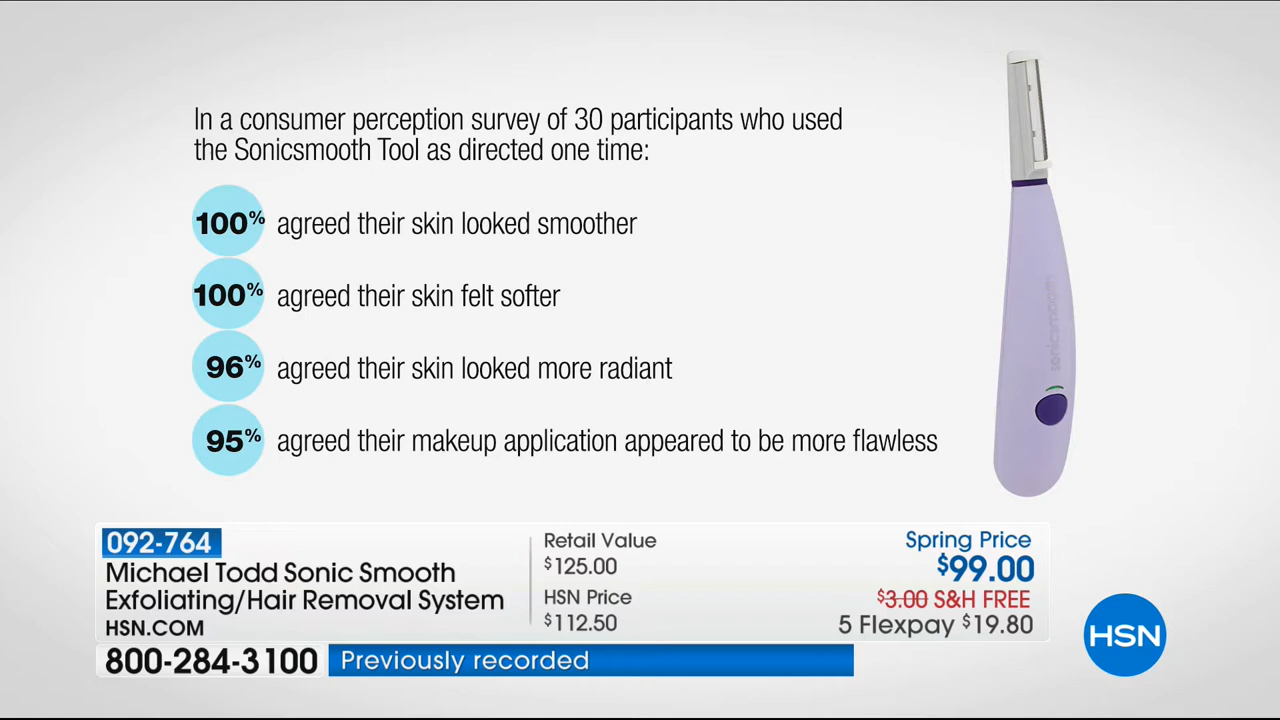 In a consumer perception survey of 30 participants who used
the Sonicsmooth Tool as directed one time:
100% agreed their skin looked smoother
100% agreed their skin felt softer
96% agreed their skin looked more radiant
95% agreed their makeup application appeared to be more flawless
sonicsmooth
092-764
Michael Todd Sonic Smooth
Exfoliating/Hair Removal System
HSN.COM
800-284-3100
Previously recorded
Retail Value
$125.00
HSN Price
$112.50
Spring Price
$99.00
$3.00 S&H FREE
5 Flexpay $19.80
HSN